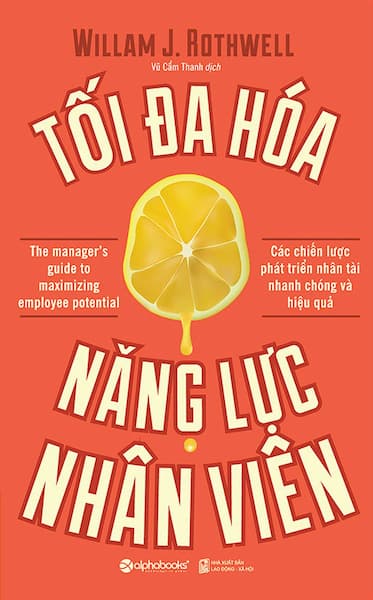 WILLAM J. ROTHWELL
Vũ Cẩm Thanh dịch
TỐI ĐA HÓA
The manager's
guide to
maximizing
employee potential
Các chiến lược
phát triển nhân tài
nhanh chóng và
hiệu quả
NĂNG LỰC
NHÂN VIÊN
alphabooks
NHÀ XUẤT BẢN
LAO ĐỘNG - XÃ HỘI